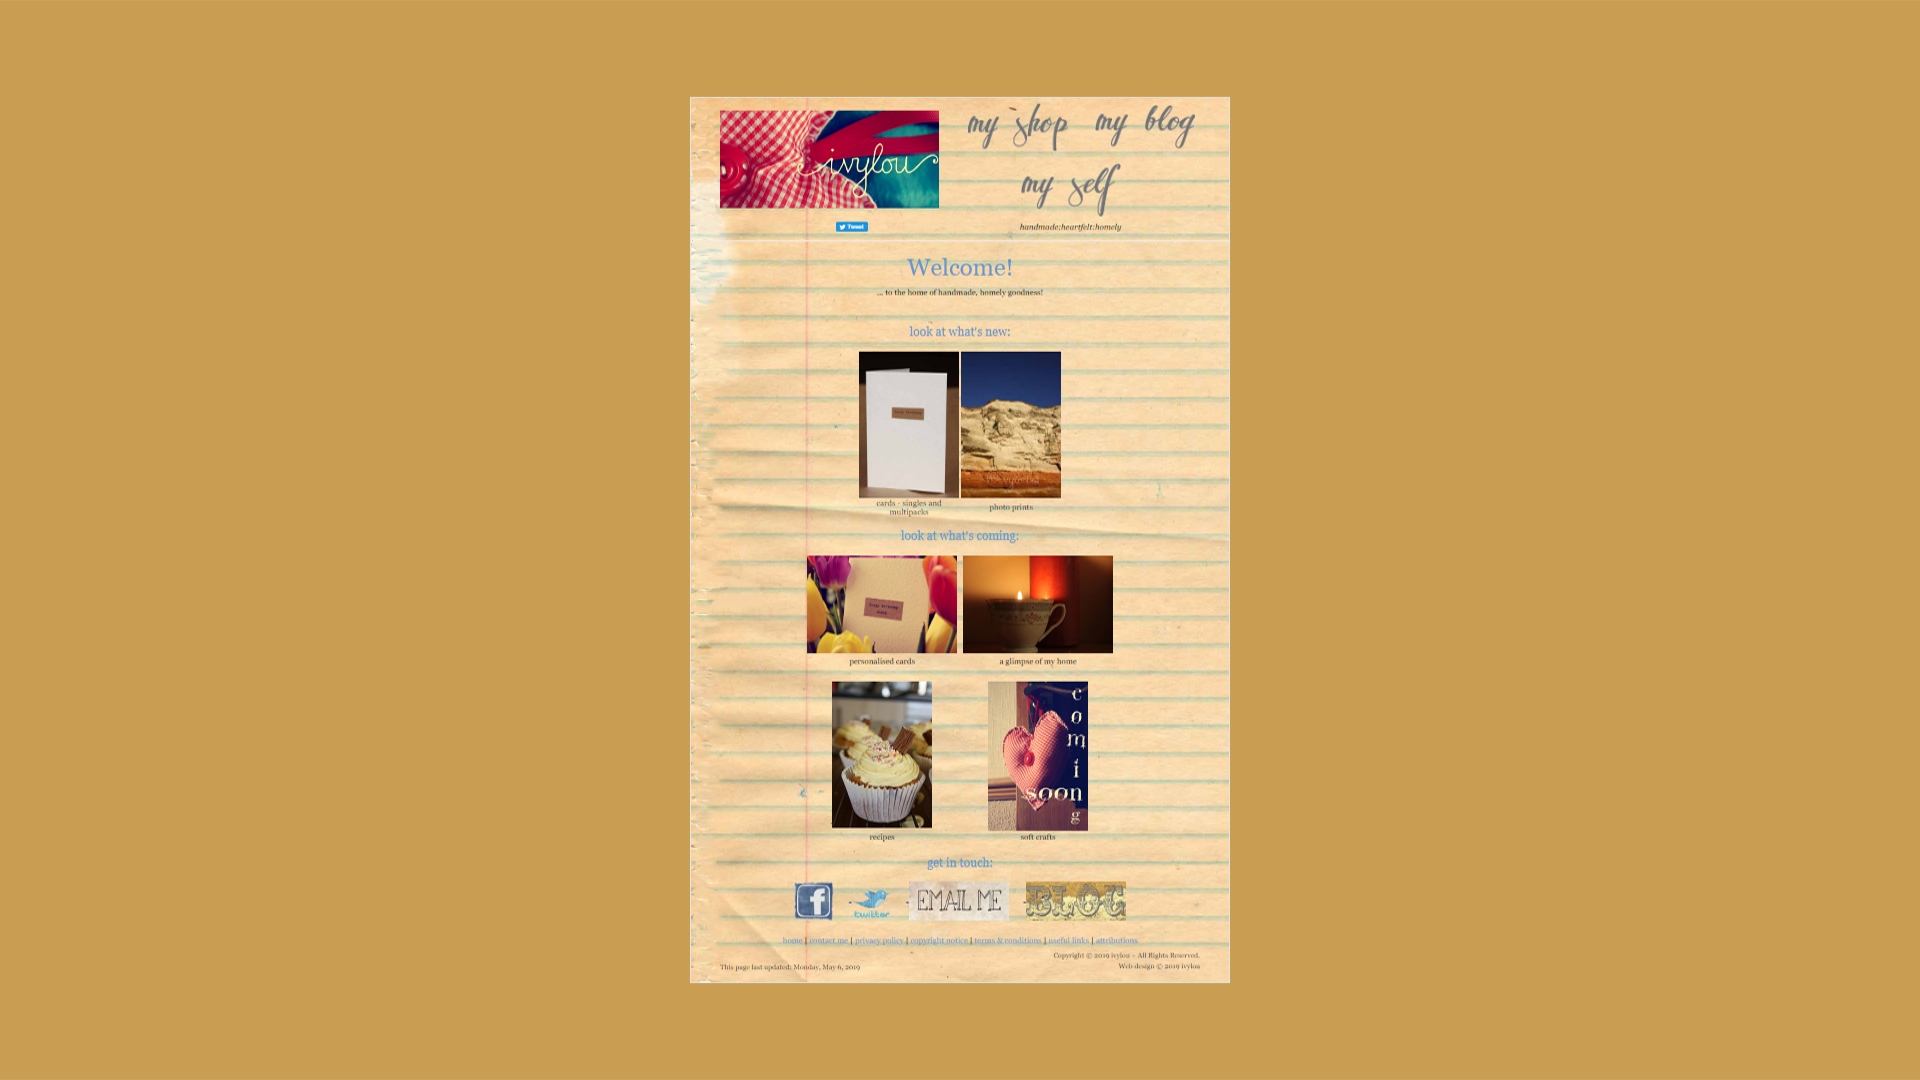 my shop my blog
my self
ivylou
Tweet
handmade:heartfelt:homely
Welcome!
... to the home of handmade, homely goodness!
look at what's new:
cards - singles and
multipacks
photo prints
look at what's coming:
personalised cards
a glimpse of my home
coming
soon
recipes
soft crafts
get in touch:
f
twitter
EMAIL ME
BLOG
home | contact me | privacy policy | copyright notice | terms & conditions | useful links | attributions
Copyright © 2019 ivylou – All Rights Reserved.
This page last updated: Monday, May 6, 2019
Web design © 2019 ivylou